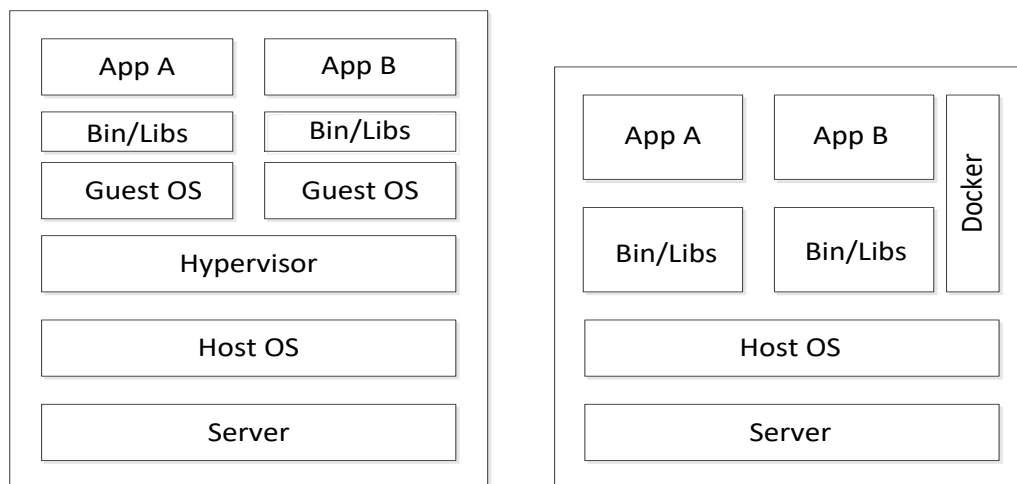 App A
App B
Bin/Libs
Bin/Libs
Guest OS
Guest OS
Hypervisor
Host OS
Server
App A
App B
Docker
Bin/Libs
Bin/Libs
Host OS
Server